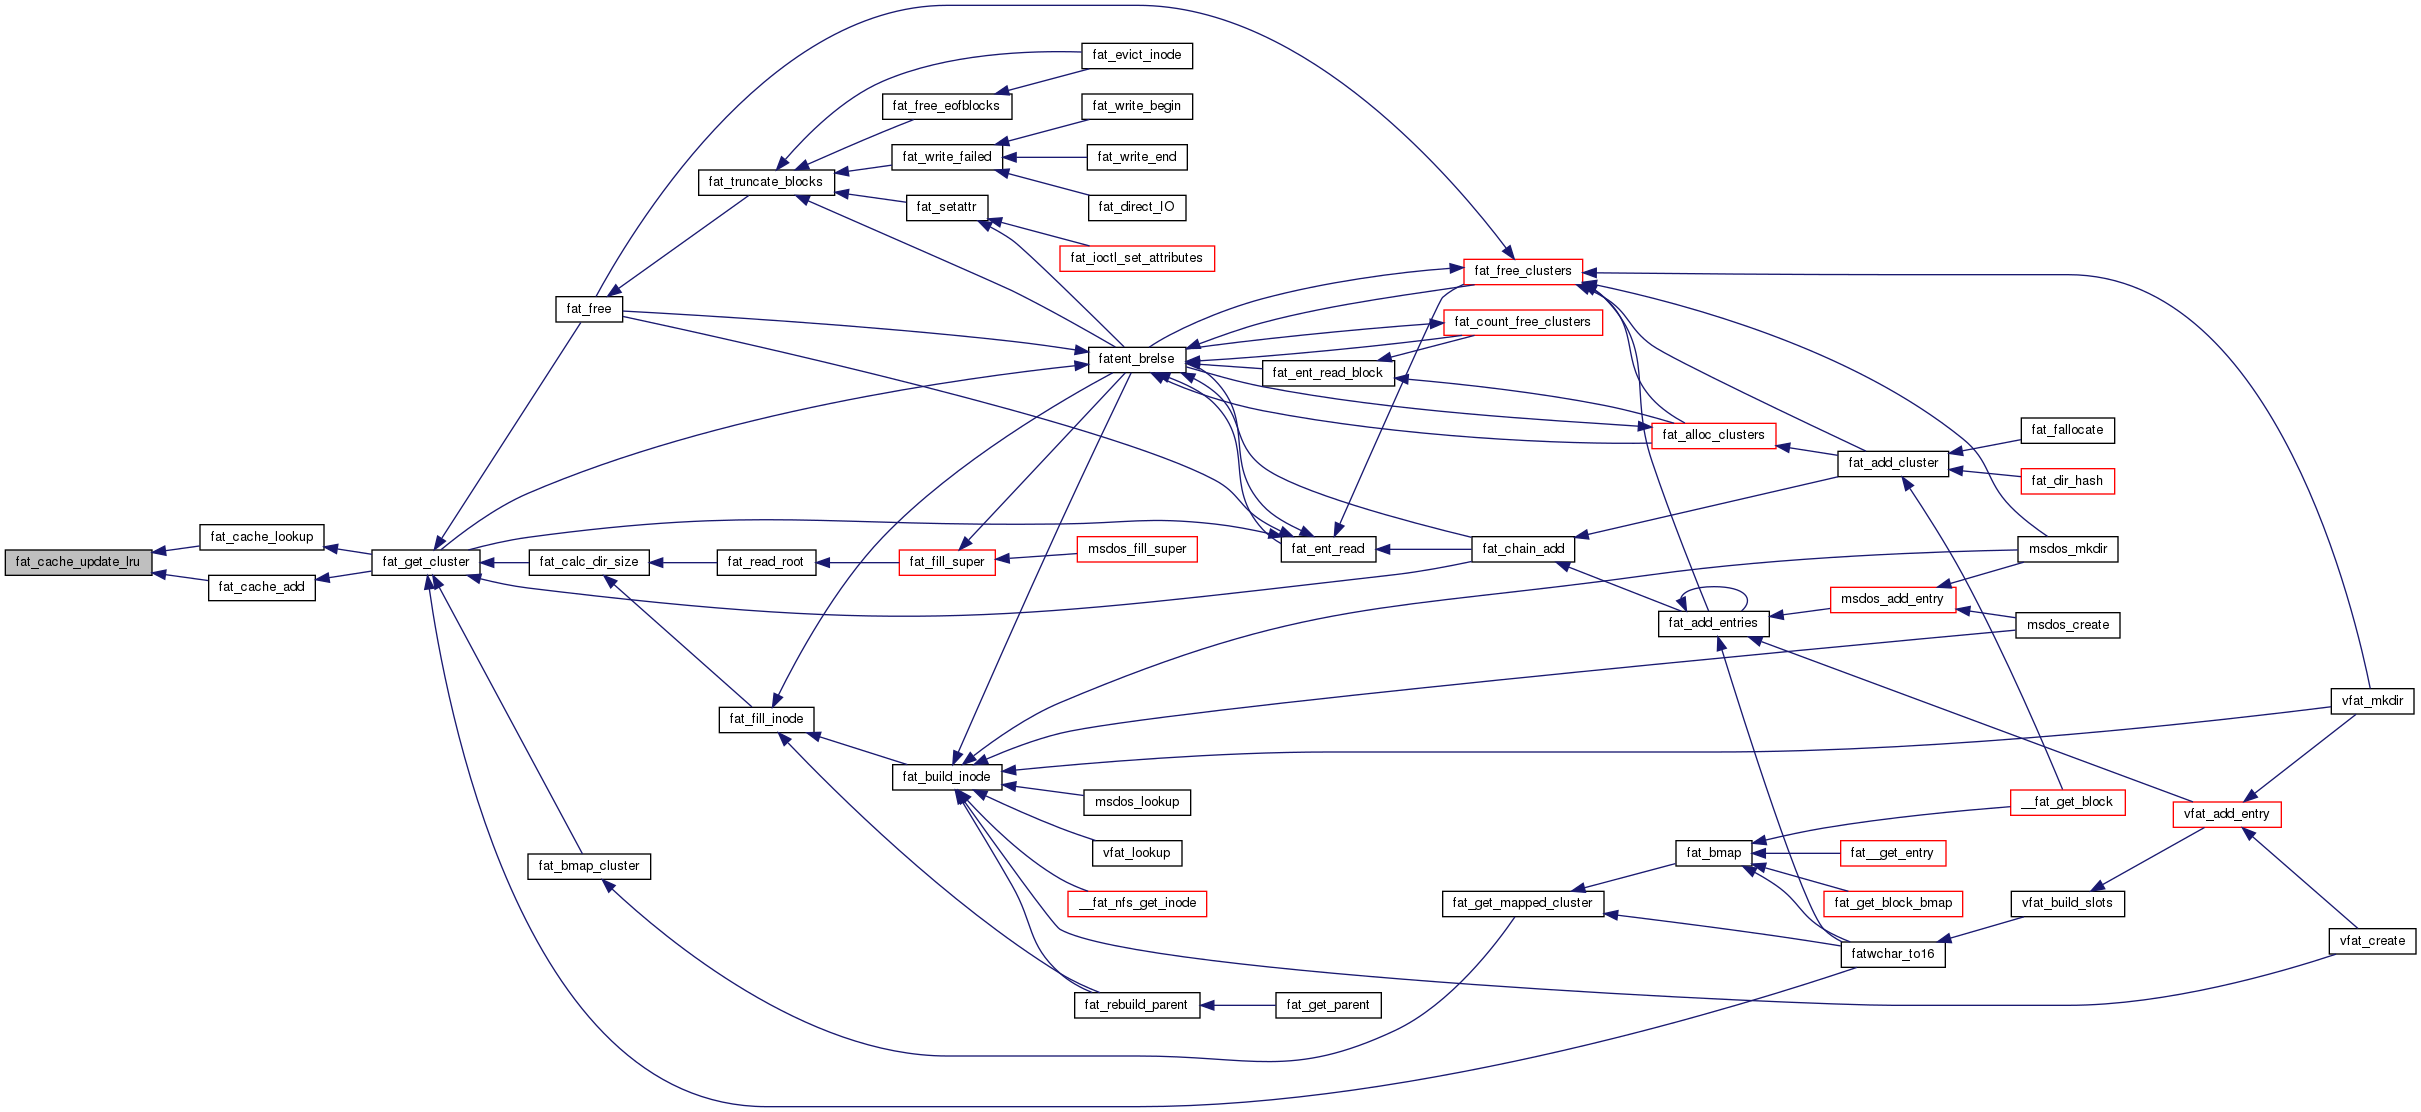 fat_evict_inode
fat_free_eofblocks
fat_write_begin
fat_write_failed
fat_write_end
fat_truncate_blocks
fat_setattr
fat_direct_IO
fat_ioctl_set_attributes
fat_free_clusters
fat_free
fat_count_free_clusters
fatent_brelse
fat_ent_read_block
fat_alloc_clusters
fat_fallocate
fat_add_cluster
fat_dir_hash
fat_cache_lookup
fat_cache_update_lru
fat_get_cluster
fat_calc_dir_size
fat_read_root
fat_fill_super
msdos_fill_super
fat_ent_read
fat_chain_add
msdos_mkdir
fat_cache_add
msdos_add_entry
fat_add_entries
msdos_create
vfat_mkdir
fat_fill_inode
fat_build_inode
msdos_lookup
__fat_get_block
vfat_add_entry
vfat_lookup
fat_bmap
fat__get_entry
fat_bmap_cluster
__fat_nfs_get_inode
fat_get_mapped_cluster
fat_get_block_bmap
vfat_build_slots
vfat_create
fatwchar_to16
fat_rebuild_parent
fat_get_parent